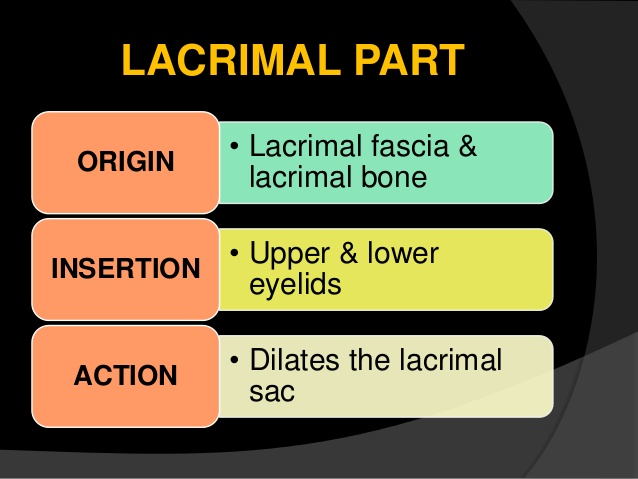 LACRIMAL PART
ORIGIN
• Lacrimal fascia &
lacrimal bone
INSERTION
• Upper & lower
eyelids
ACTION
• Dilates the lacrimal
sac